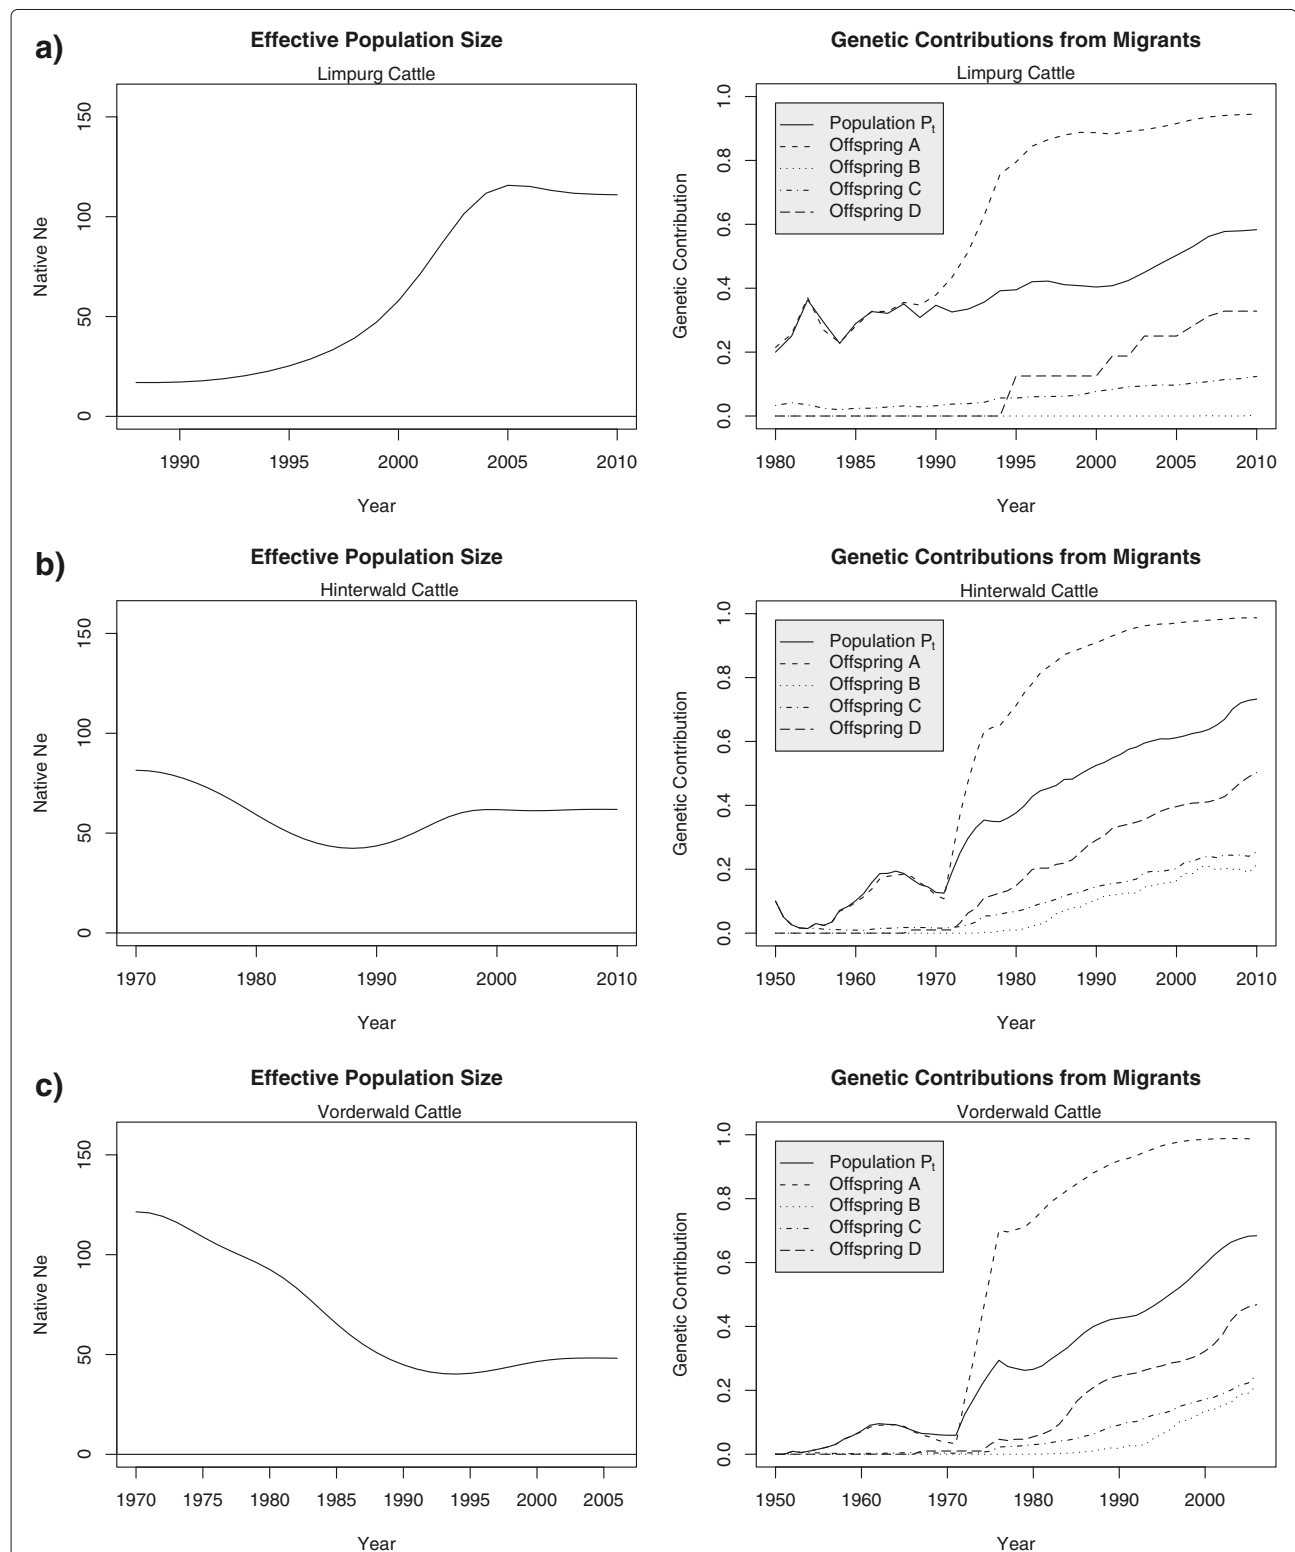 a)
Effective Population Size
Limpurg Cattle
150
100
50
0
Native Ne
1990 1995 2000 2005 2010
Year
Genetic Contributions from Migrants
Limpurg Cattle
1.0
0.8
0.6
0.4
0.2
0.0
Genetic Contribution
Population Pt
Offspring A
Offspring B
Offspring C
Offspring D
1980 1985 1990 1995 2000 2005 2010
Year
b)
Effective Population Size
Hinterwald Cattle
150
100
50
0
Native Ne
1970 1980 1990 2000 2010
Year
Genetic Contributions from Migrants
Hinterwald Cattle
1.0
0.8
0.6
0.4
0.2
0.0
Genetic Contribution
Population Pt
Offspring A
Offspring B
Offspring C
Offspring D
1950 1960 1970 1980 1990 2000 2010
Year
c)
Effective Population Size
Vorderwald Cattle
150
100
50
0
Native Ne
1970 1975 1980 1985 1990 1995 2000 2005
Year
Genetic Contributions from Migrants
Vorderwald Cattle
1.0
0.8
0.6
0.4
0.2
0.0
Genetic Contribution
Population Pt
Offspring A
Offspring B
Offspring C
Offspring D
1950 1960 1970 1980 1990 2000
Year